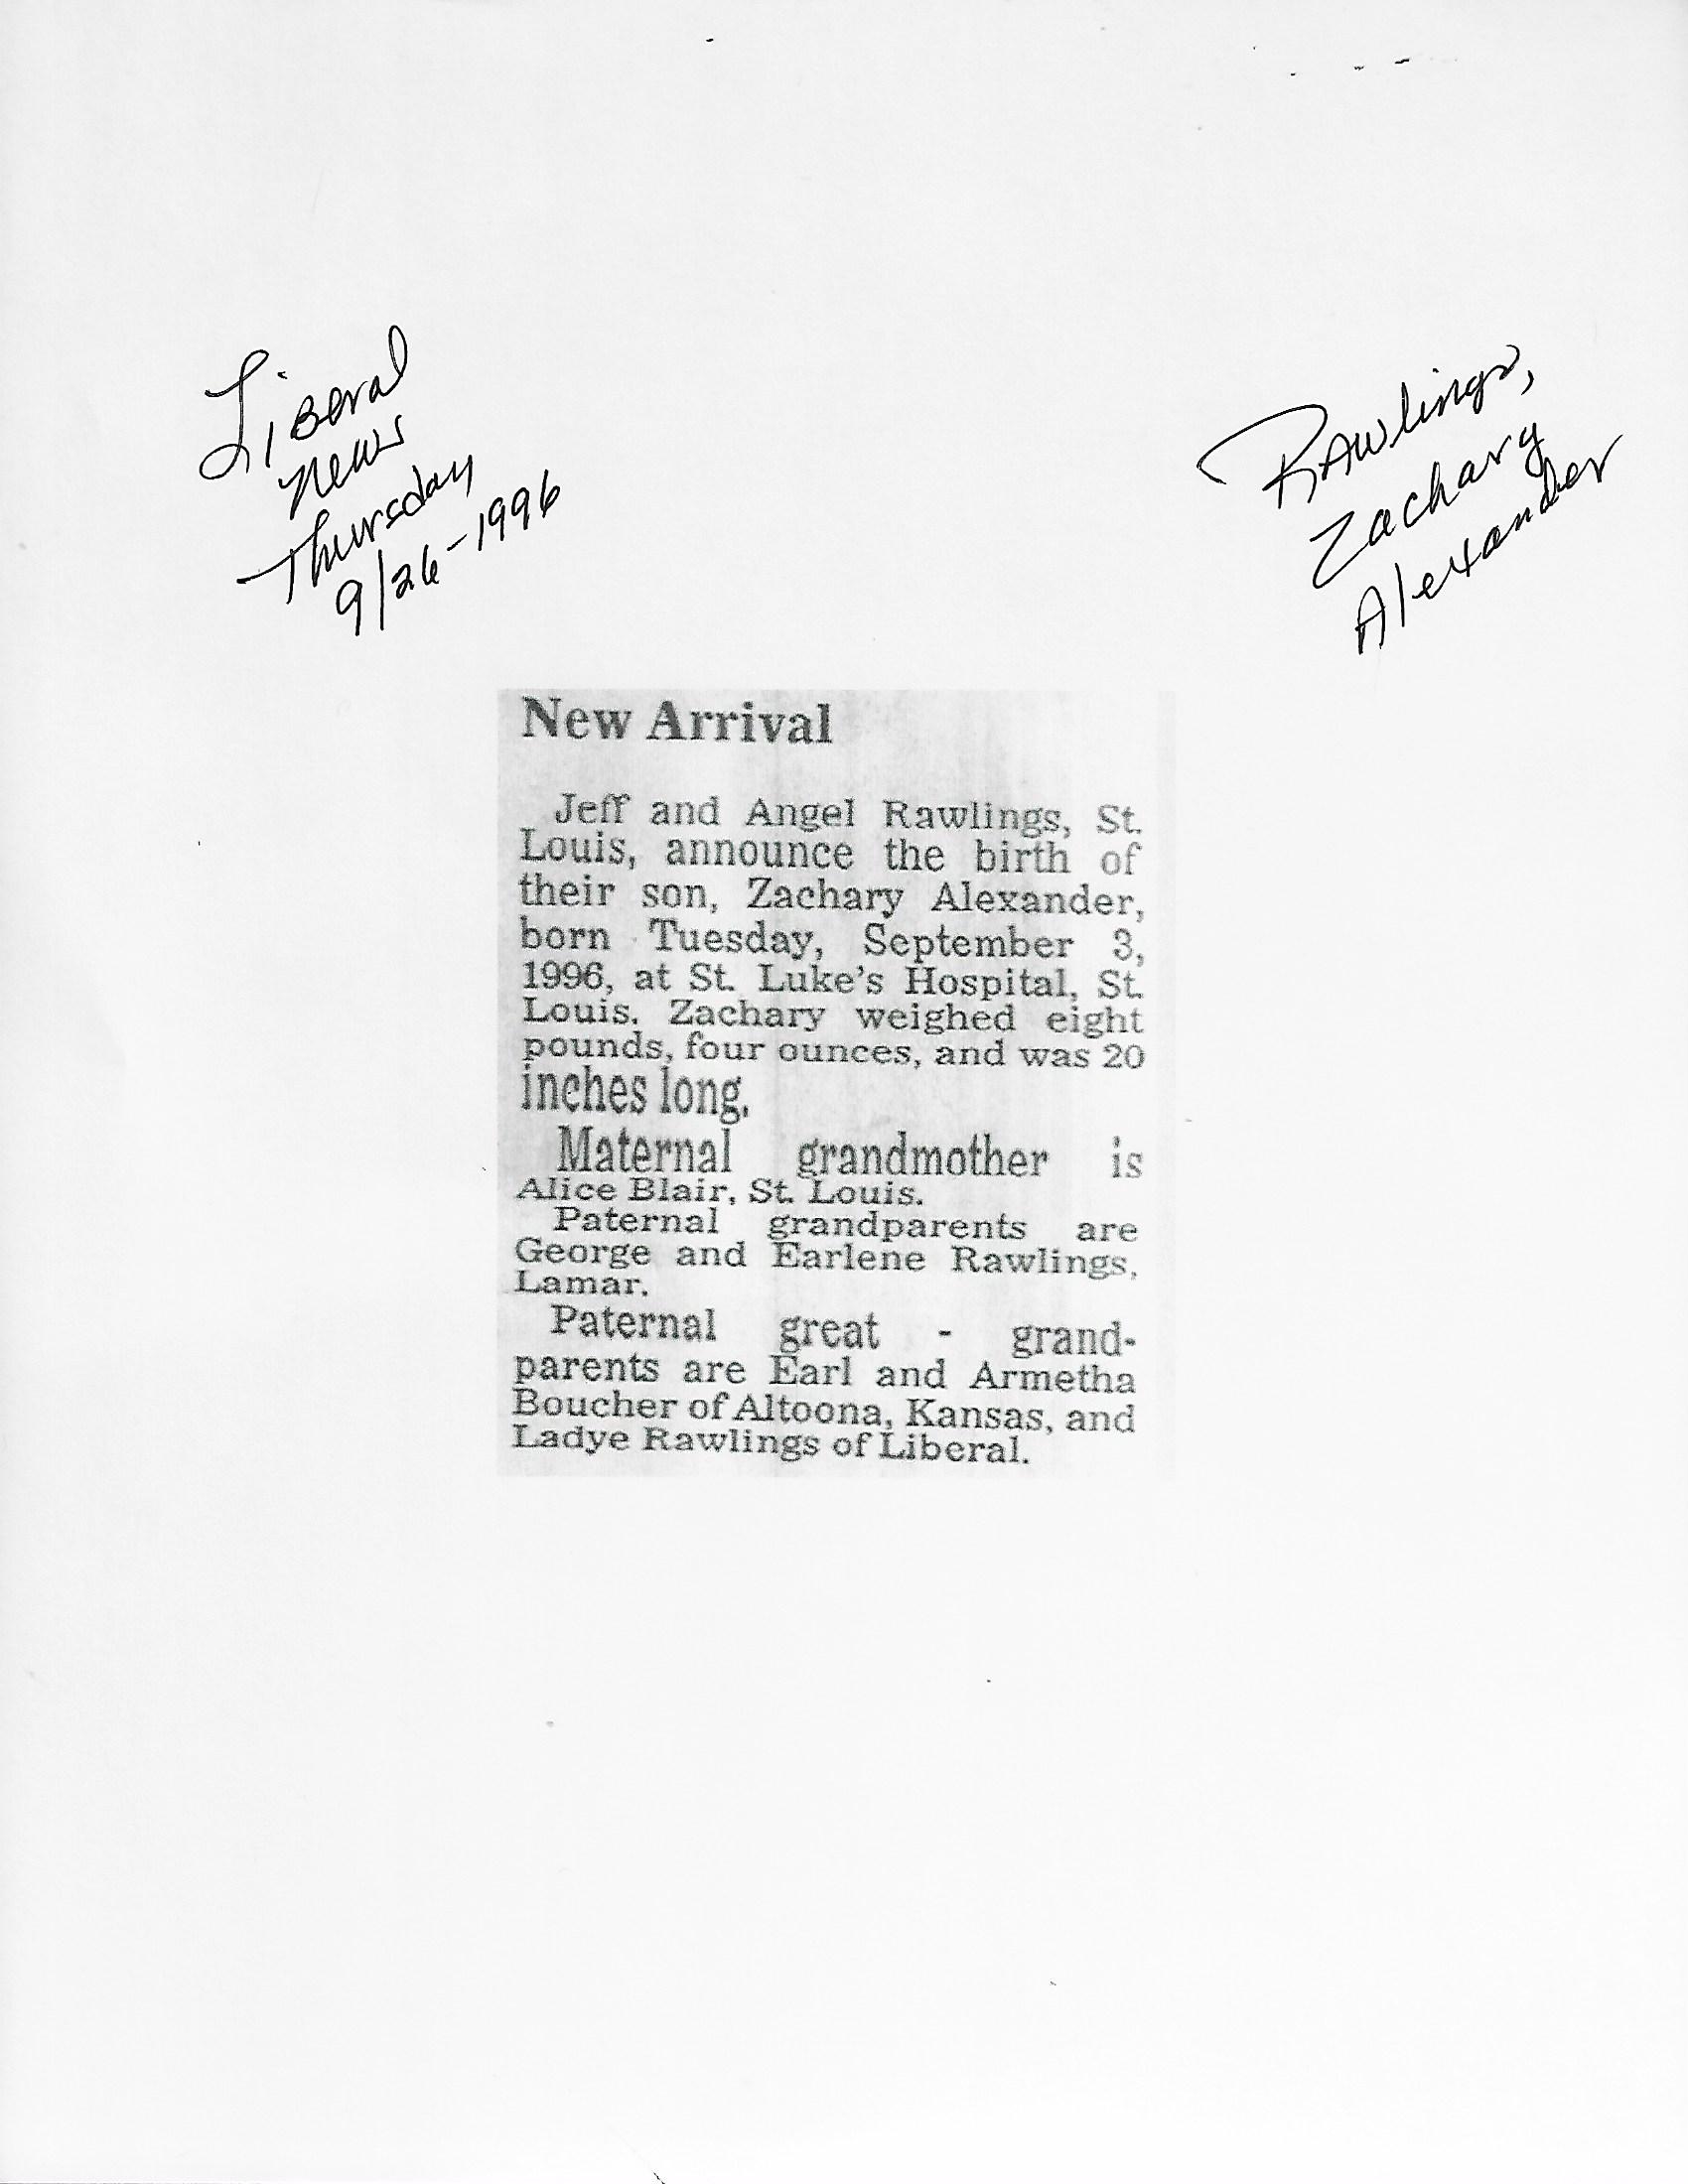 Liberal
News
Thursday
9/26-1996
Rawlings,
Zachary
Alexander
New Arrival
Jeff and Angel Rawlings, St.
Louis, announce the birth of
their son, Zachary Alexander,
born Tuesday, September 3,
1996, at St. Luke's Hospital, St.
Louis. Zachary weighed eight
pounds, four ounces, and was 20
inches long.
Maternal grandmother is
Alice Blair, St. Louis.
Paternal grandparents are
George and Earlene Rawlings,
Lamar.
Paternal great - grand-
parents are Earl and Armetha
Boucher of Altoona, Kansas, and
Ladye Rawlings of Liberal.